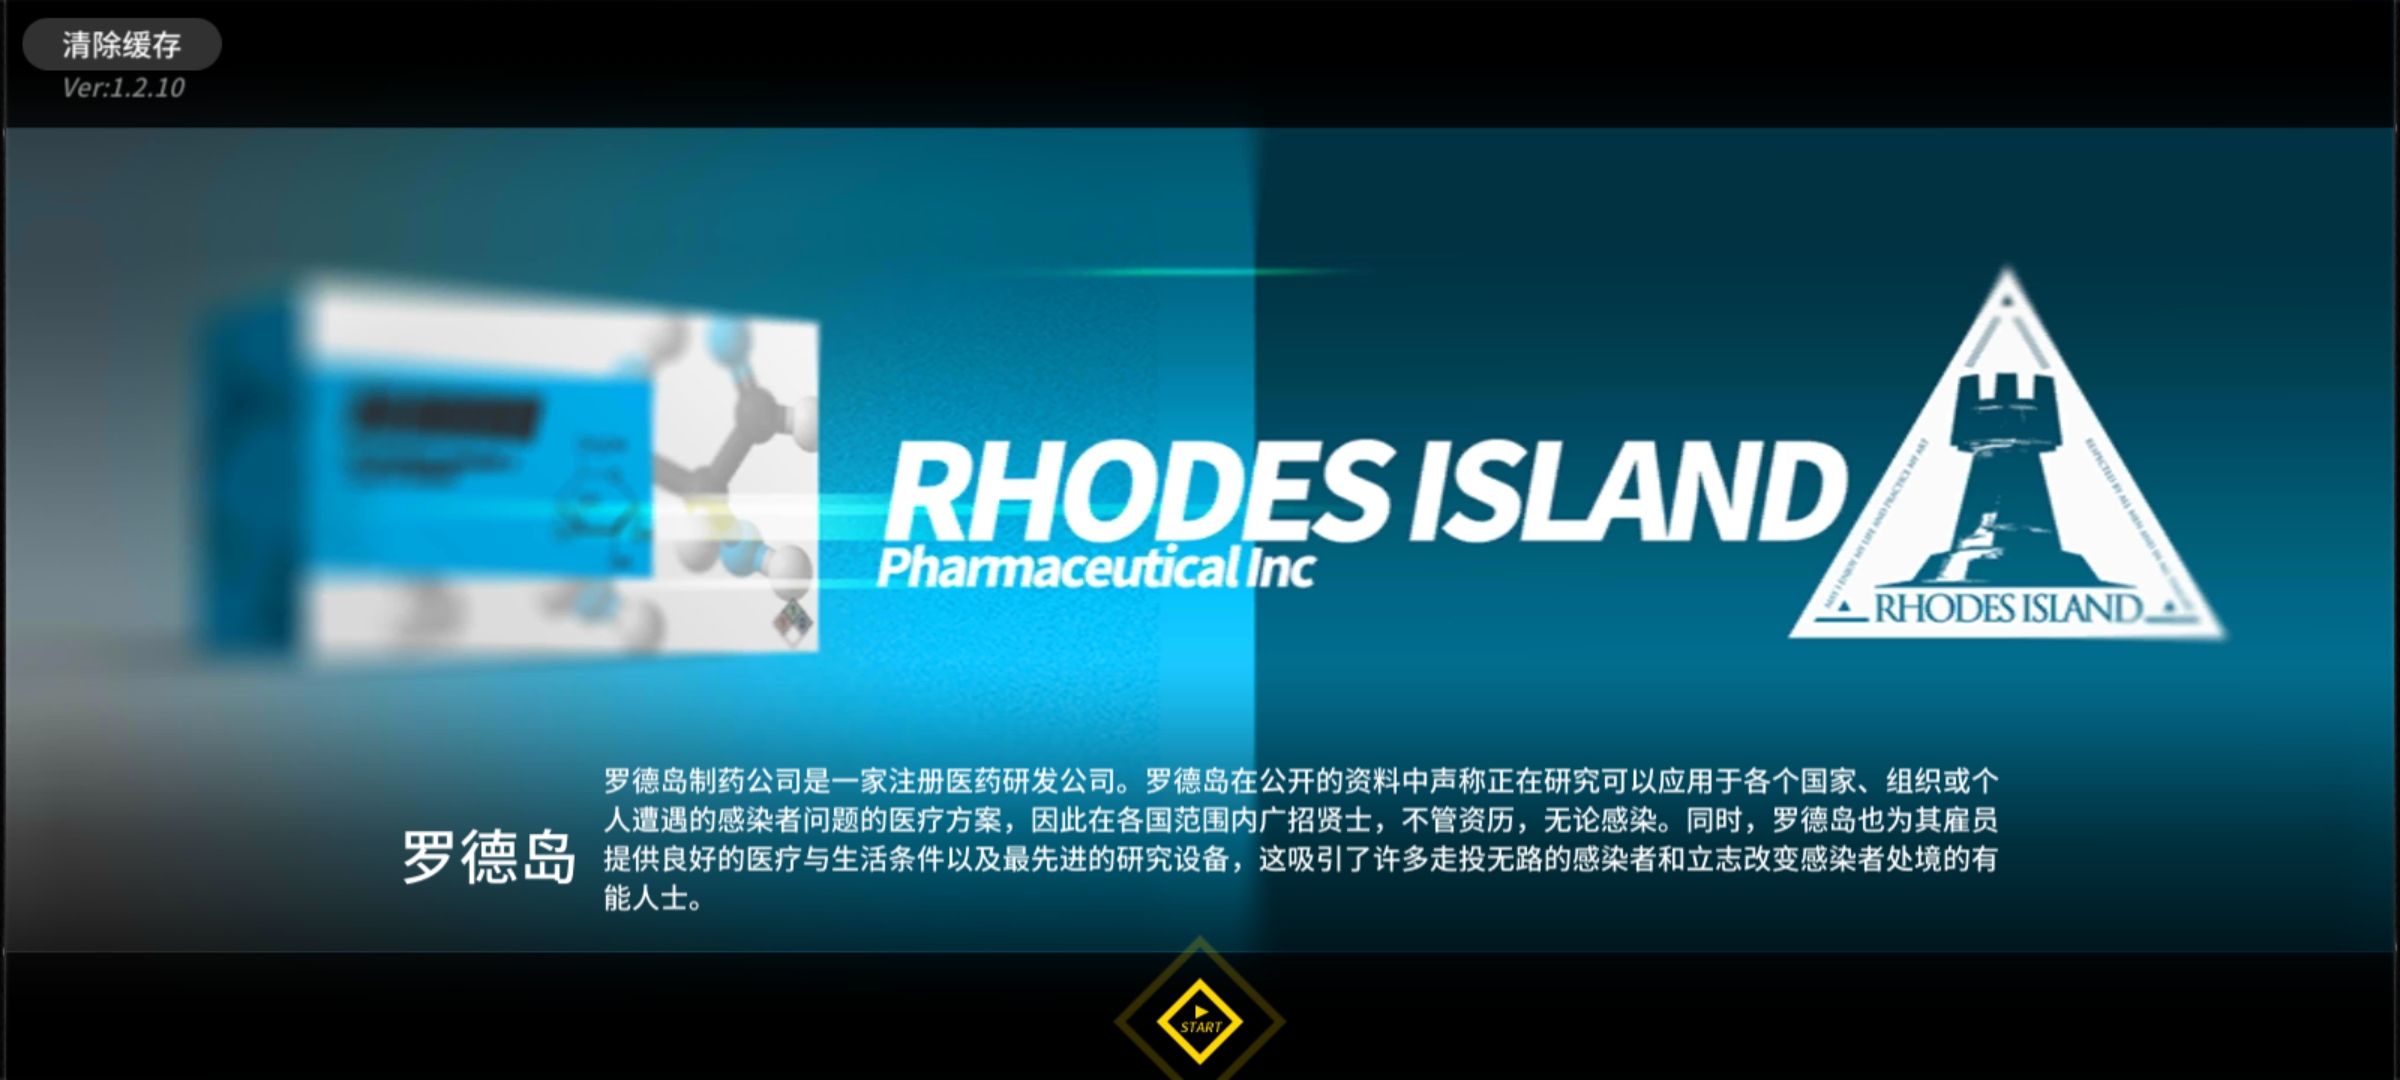 清除缓存
Ver:1.2.10
RHODES ISLAND
Pharmaceutical Inc
RHODES ISLAND
罗德岛
罗德岛制药公司是一家注册医药研发公司。罗德岛在公开的资料中声称正在研究可以应用于各个国家、组织或个
人遭遇的感染者问题的医疗方案，因此在各国范围内广招贤士，不管资历，无论感染。同时，罗德岛也为其雇员
提供良好的医疗与生活条件以及最先进的研究设备，这吸引了许多走投无路的感染者和立志改变感染者处境的有
能人士。
START